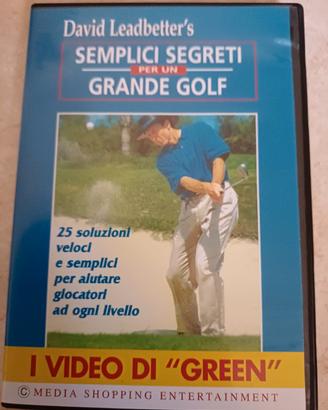 David Leadbetter's
SEMPLICI SEGRETI
PER UN
GRANDE GOLF
25 soluzioni
veloci
e semplici
per aiutare
giocatori
ad ogni livello
I VIDEO DI "GREEN"
© MEDIA SHOPPING ENTERTAINMENT